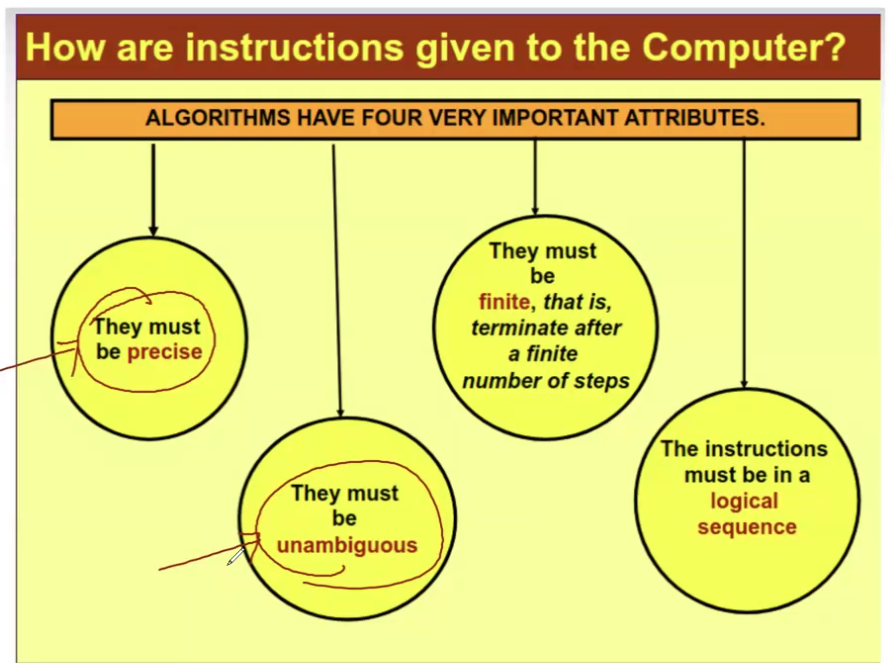 How are instructions given to the Computer?
ALGORITHMS HAVE FOUR VERY IMPORTANT ATTRIBUTES.
They must
be precise
They must
be
unambiguous
They must
be
finite, that is,
terminate after
a finite
number of steps
The instructions
must be in a
logical
sequence